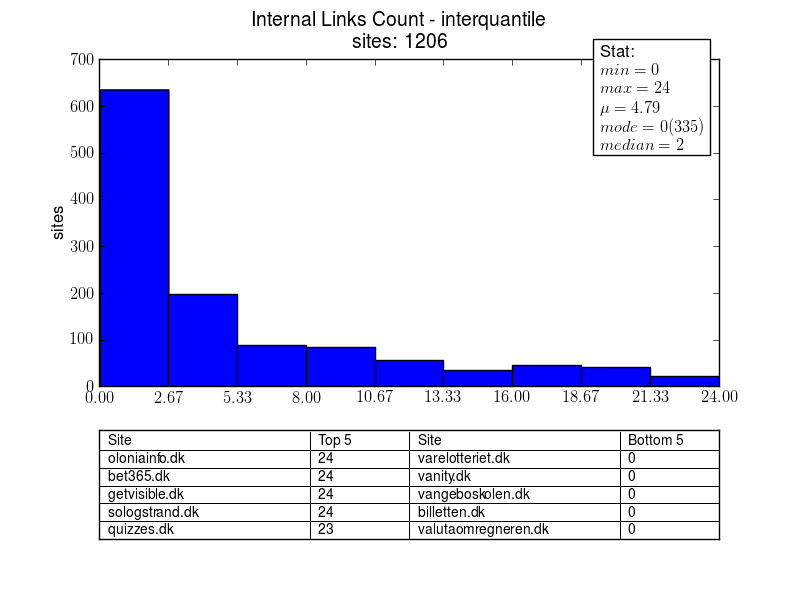 Internal Links Count - interquantile
sites: 1206
Stat:
min = 0
max = 24
μ = 4.79
mode = 0(335)
median = 2
700
600
500
400
300
200
100
0
sites
0.00 2.67 5.33 8.00 10.67 13.33 16.00 18.67 21.33 24.00
Site Top 5 Site Bottom 5
oloniainfo.dk 24 varelotteriet.dk 0
bet365.dk 24 vanity.dk 0
getvisible.dk 24 vangeboskolen.dk 0
sologstrand.dk 24 billetten.dk 0
quizzes.dk 23 valutaomregneren.dk 0